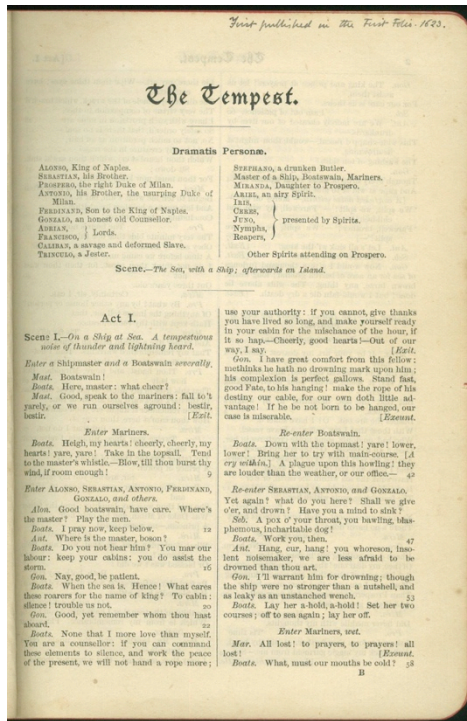 First published in the First Folio - 1623.
The Tempest.
Dramatis Personæ.
ALONSO, King of Naples.
SEBASTIAN, his Brother.
PROSPERO, the right Duke of Milan.
ANTONIO, his Brother, the usurping Duke of
Milan.
FERDINAND, Son to the King of Naples.
GONZALO, an honest old Counsellor.
ADRIAN,
FRANCISCO, } Lords.
CALIBAN, a savage and deformed Slave.
TRINCULO, a Jester.
STEPHANO, a drunken Butler.
Master of a Ship, Boatswain, Mariners.
MIRANDA, Daughter to Prospero.
ARIEL, an airy Spirit.
IRIS,
CERES,
JUNO, } presented by Spirits.
Nymphs,
Reapers,
Other Spirits attending on Prospero.
Scene.—The Sea, with a Ship; afterwards an Island.
Act I.
Scene I.—On a Ship at Sea. A tempestuous
noise of thunder and lightning heard.
Enter a Shipmaster and a Boatswain severally.
Mast. Boatswain!
Boats. Here, master: what cheer?
Mast. Good, speak to the mariners: fall to't
yarely, or we run ourselves aground: bestir,
bestir. [Exit.
Enter Mariners.
Boats. Heigh, my hearts! cheerly, cheerly, my
hearts! yare, yare! Take in the topsail. Tend
to the master's whistle.—Blow, till thou burst thy
wind, if room enough! 9
Enter ALONSO, SEBASTIAN, ANTONIO, FERDINAND,
GONZALO, and others.
Alon. Good boatswain, have care. Where's
the master? Play the men.
Boats. I pray now, keep below. 12
Ant. Where is the master, boson?
Boats. Do you not hear him? You mar our
labour: keep your cabins: you do assist the
storm. 16
Gon. Nay, good, be patient.
Boats. When the sea is. Hence! What cares
these roarers for the name of king? To cabin:
silence! trouble us not. 20
Gon. Good, yet remember whom thou hast
aboard. 22
Boats. None that I more love than myself.
You are a counsellor: if you can command
these elements to silence, and work the peace
of the present, we will not hand a rope more;
use your authority: if you cannot, give thanks
you have lived so long, and make yourself ready
in your cabin for the mischance of the hour, if
it so hap.—Cheerly, good hearts!—Out of our
way, I say. [Exit.
Gon. I have great comfort from this fellow:
methinks he hath no drowning mark upon him;
his complexion is perfect gallows. Stand fast,
good Fate, to his hanging! make the rope of his
destiny our cable, for our own doth little ad-
vantage! If he be not born to be hanged, our
case is miserable. [Exeunt.
Re-enter Boatswain.
Boats. Down with the topmast! yare! lower,
lower! Bring her to try with main-course. [A
cry within.] A plague upon this howling! they
are louder than the weather, or our office.— 42
Re-enter SEBASTIAN, ANTONIO, and GONZALO.
Yet again? what do you here? Shall we give
o'er, and drown? Have you a mind to sink?
Seb. A pox o' your throat, you bawling, blas-
phemous, incharitable dog!
Boats. Work you, then. 47
Ant. Hang, cur, hang! you whoreson, inso-
lent noisemaker, we are less afraid to be
drowned than thou art.
Gon. I'll warrant him for drowning; though
the ship were no stronger than a nutshell, and
as leaky as an unstanched wench. 53
Boats. Lay her a-hold, a-hold! Set her two
courses; off to sea again; lay her off.
Enter Mariners, wet.
Mar. All lost! to prayers, to prayers! all
lost! [Exeunt.
Boats. What, must our mouths be cold? 58
B